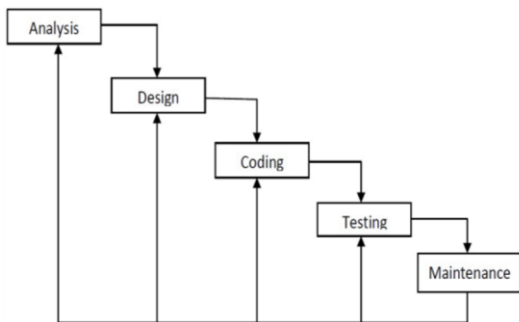 Analysis
Design
Coding
Testing
Maintenance